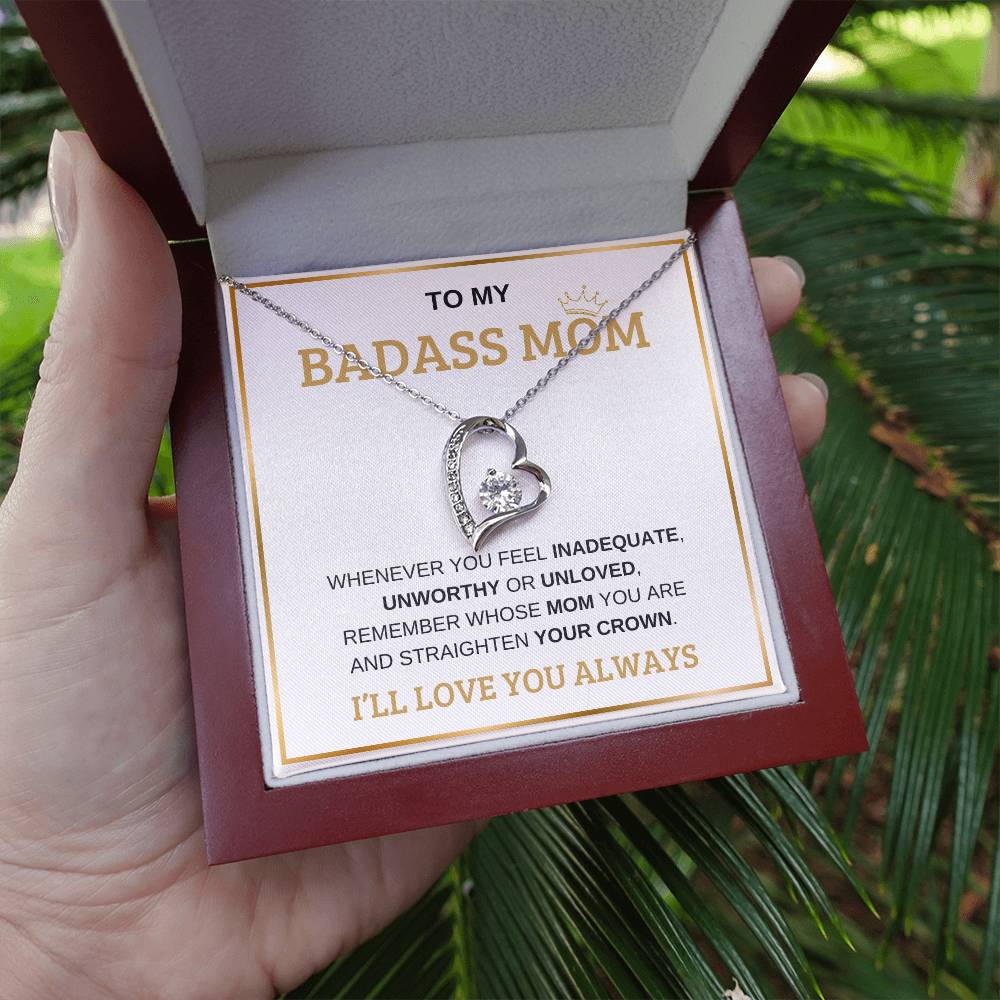 TO MY
BADASS MOM
WHENEVER YOU FEEL INADEQUATE,
UNWORTHY OR UNLOVED,
REMEMBER WHOSE MOM YOU ARE
AND STRAIGHTEN YOUR CROWN.
I'LL LOVE YOU ALWAYS